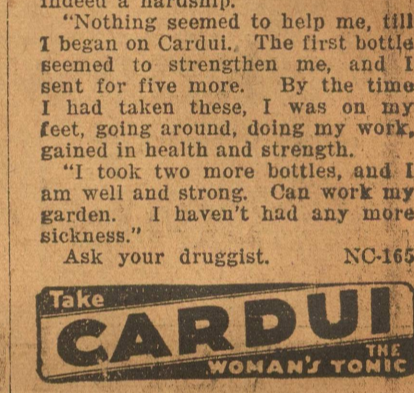 indeed a hardship.
"Nothing seemed to help me, till
I began on Cardui. The first bottle
seemed to strengthen me, and I
sent for five more. By the time
I had taken these, I was on my
feet, going around, doing my work,
gained in health and strength.
"I took two more bottles, and I
am well and strong. Can work my
garden. I haven't had any more
sickness."
Ask your druggist. NC-165
Take
CARDUI
THE
WOMAN'S TONIC